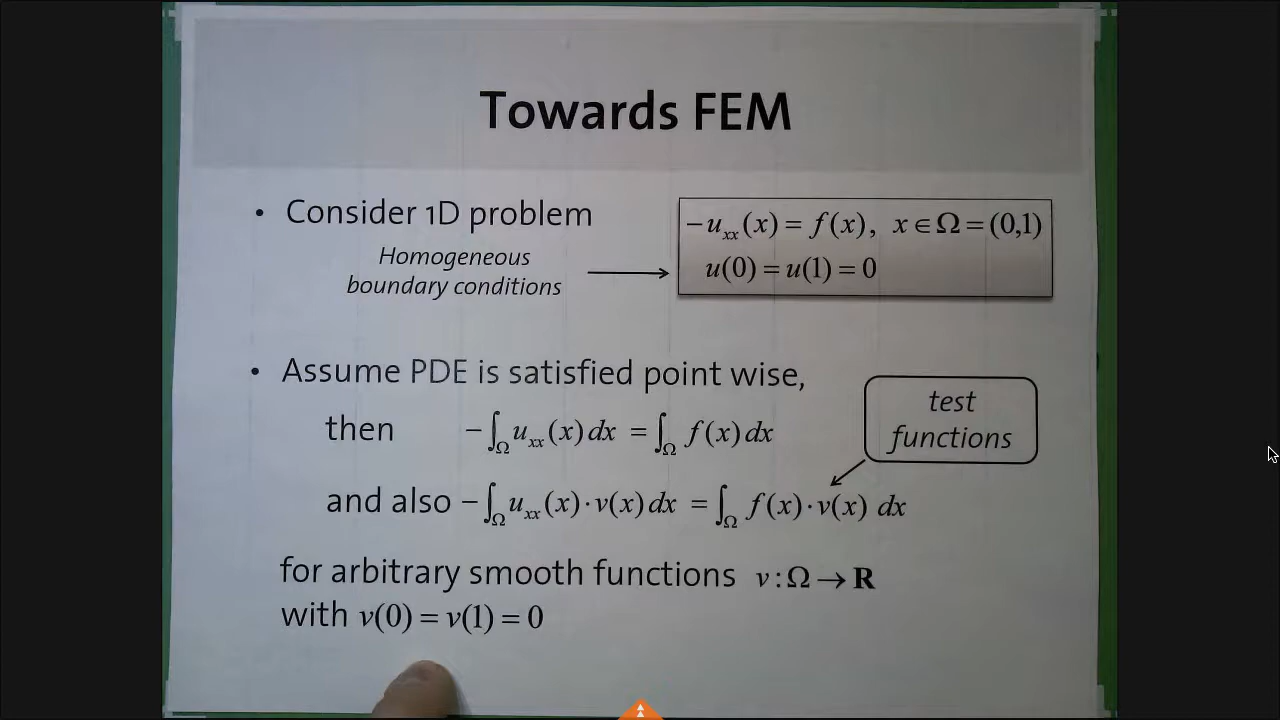 Towards FEM
• Consider 1D problem
Homogeneous
boundary conditions
−u_xx(x) = f(x), x ∈ Ω = (0,1)
u(0) = u(1) = 0
• Assume PDE is satisfied point wise,
then −∫_Ω u_xx(x) dx = ∫_Ω f(x) dx
test
functions
and also −∫_Ω u_xx(x) · v(x) dx = ∫_Ω f(x) · v(x) dx
for arbitrary smooth functions v : Ω → R
with v(0) = v(1) = 0